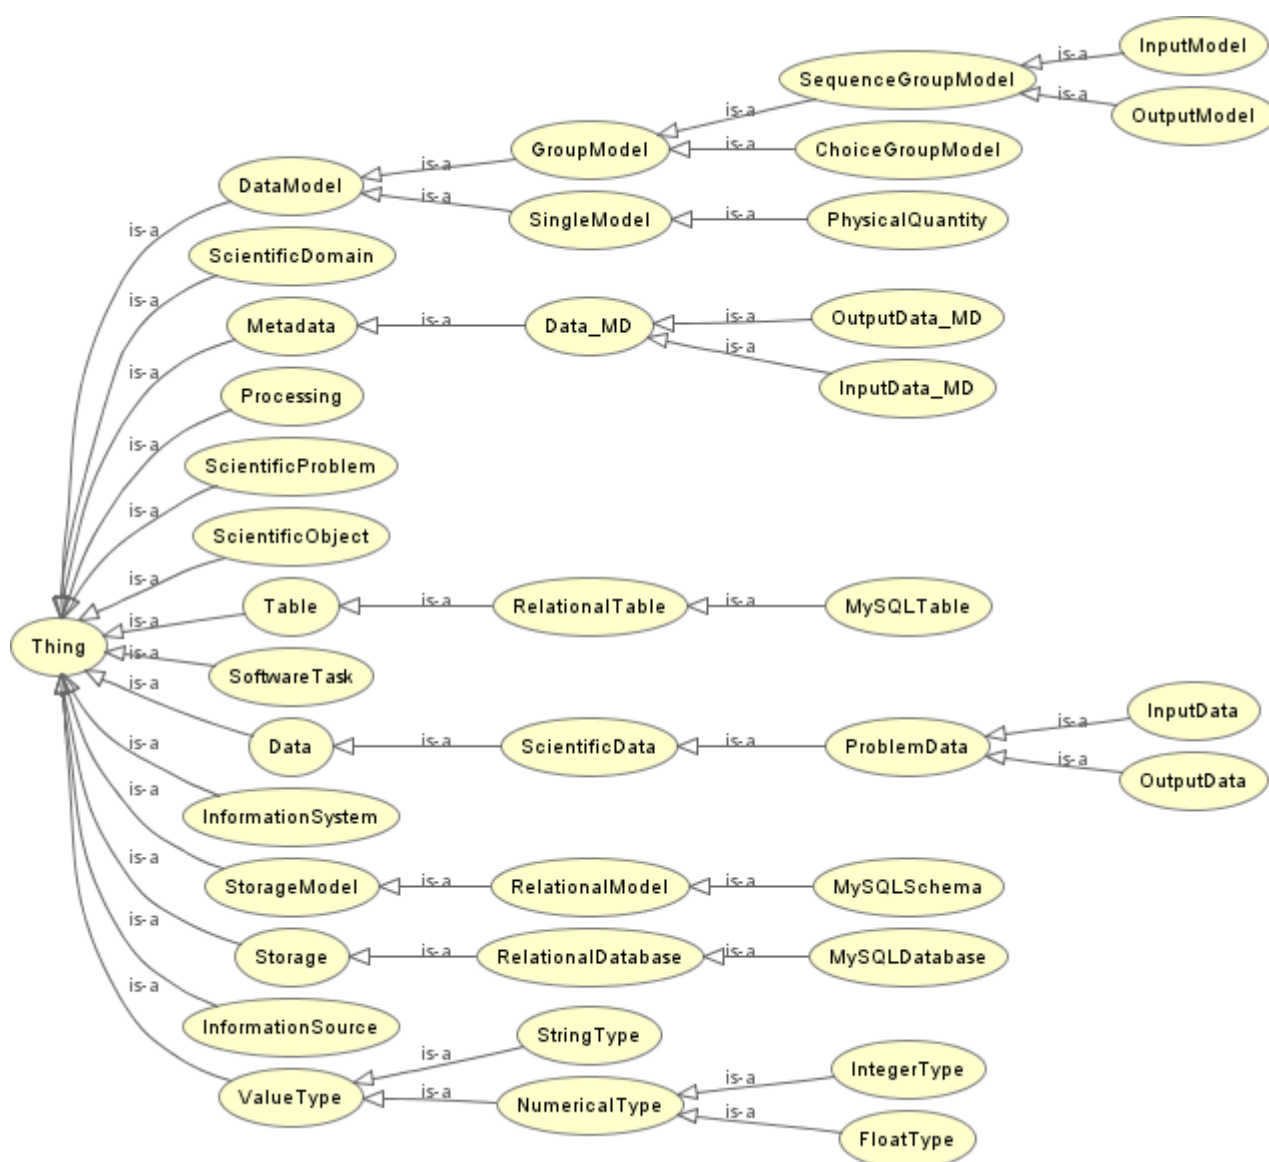 InputModel
is-a
SequenceGroupModel
is-a
OutputModel
is-a
GroupModel
is-a
ChoiceGroupModel
is-a
DataModel
is-a
SingleModel
is-a
PhysicalQuantity
is-a
ScientificDomain
is-a
Metadata
is-a
Data_MD
is-a
OutputData_MD
is-a
InputData_MD
is-a
Processing
is-a
ScientificProblem
is-a
ScientificObject
is-a
Table
is-a
RelationalTable
is-a
MySQLTable
is-a
Thing
is-a
SoftwareTask
is-a
Data
is-a
ScientificData
is-a
ProblemData
is-a
InputData
is-a
OutputData
is-a
InformationSystem
is-a
StorageModel
is-a
RelationalModel
is-a
MySQLSchema
is-a
Storage
is-a
RelationalDatabase
is-a
MySQLDatabase
is-a
InformationSource
is-a
StringType
is-a
ValueType
is-a
NumericalType
is-a
IntegerType
is-a
FloatType